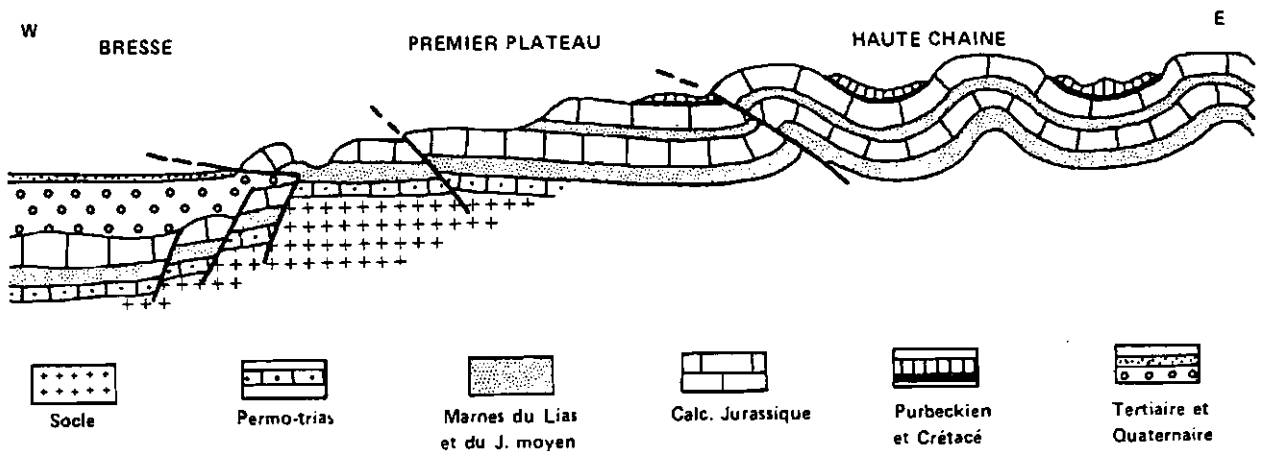 W
E
BRESSE
PREMIER PLATEAU
HAUTE CHAINE
Socle
Permo-trias
Marnes du Lias
et du J. moyen
Calc. Jurassique
Purbeckien
et Crétacé
Tertiaire et
Quaternaire